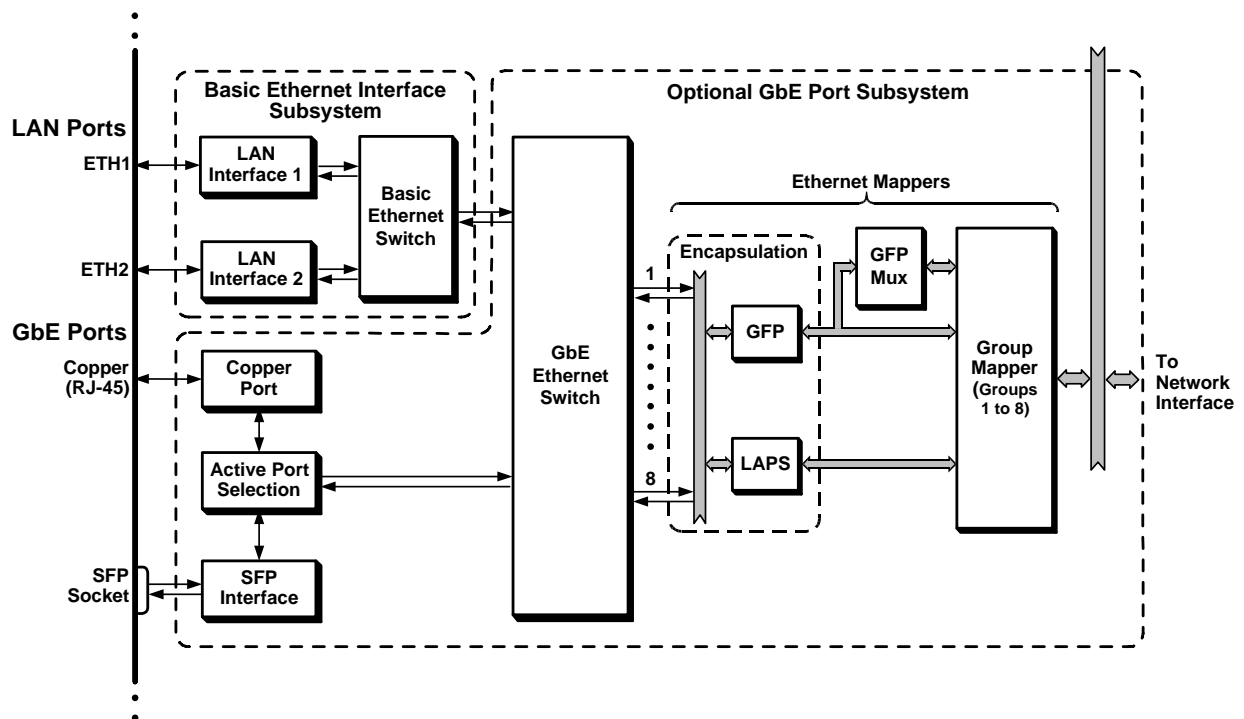 Basic Ethernet Interface
Subsystem
Optional GbE Port Subsystem
LAN Ports
ETH1
LAN
Interface 1
Basic
Ethernet
Switch
ETH2
LAN
Interface 2
GbE Ports
Copper
(RJ-45)
Copper
Port
Active Port
Selection
SFP
Socket
SFP
Interface
GbE
Ethernet
Switch
Ethernet Mappers
Encapsulation
1
8
GFP
LAPS
GFP
Mux
Group
Mapper
(Groups
1 to 8)
To
Network
Interface